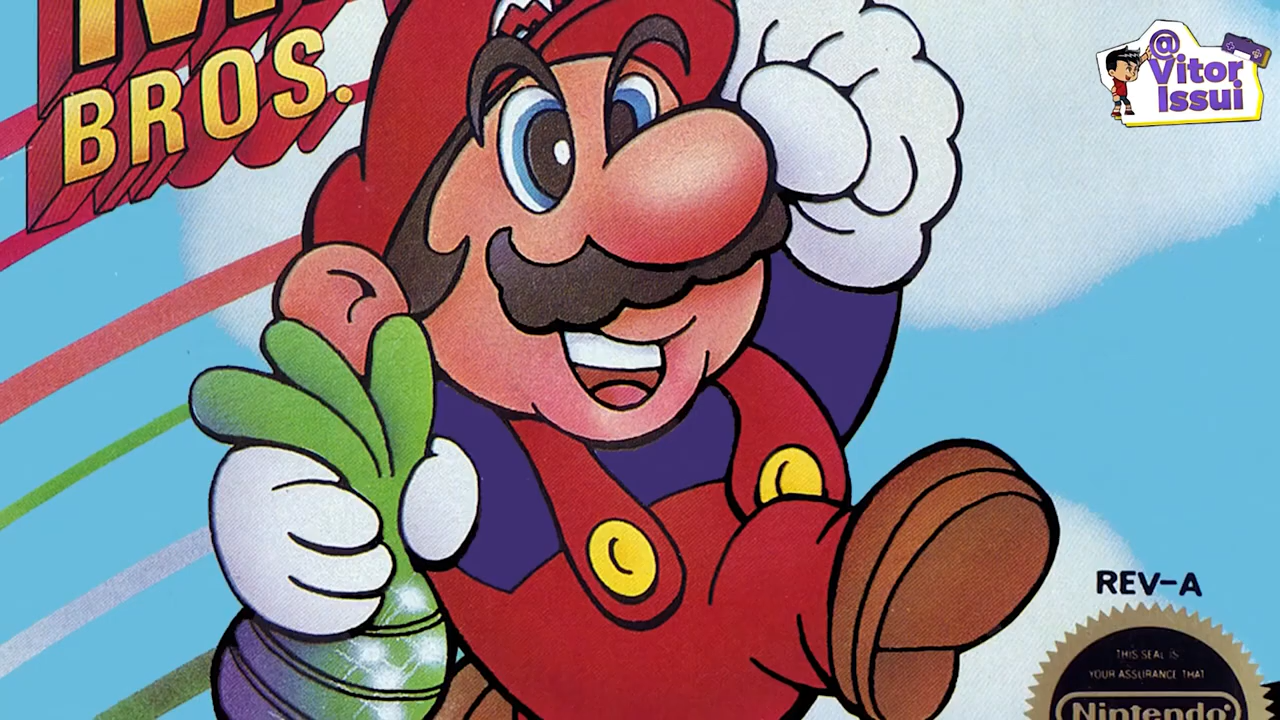 BROS.
@
Vitor
Issui
REV-A
THIS SEAL IS
YOUR ASSURANCE THAT
Nintendo